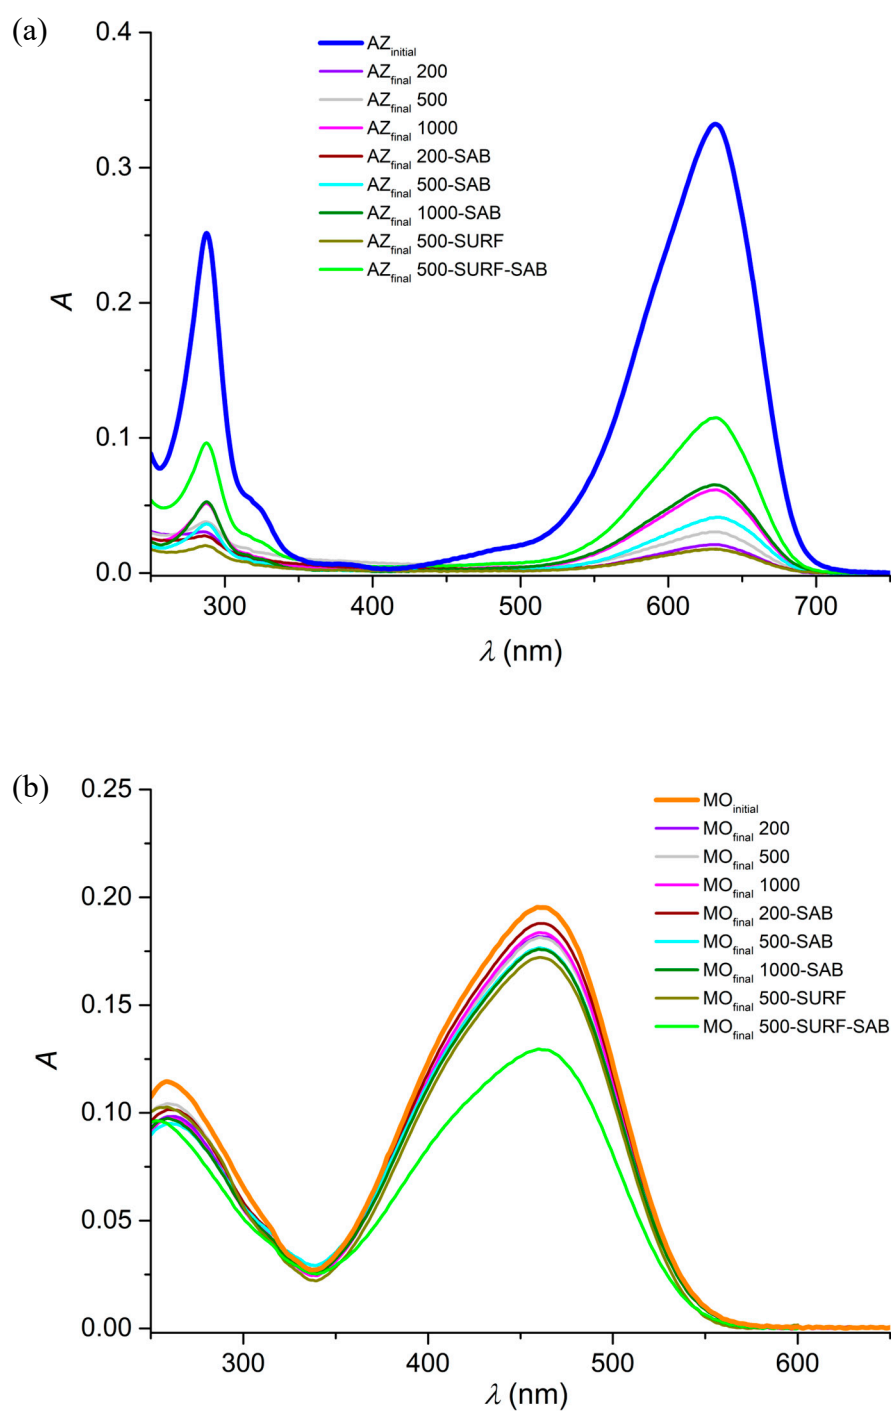 (a)
0.4
0.3
0.2
0.1
0.0
A
AZinitial
AZfinal 200
AZfinal 500
AZfinal 1000
AZfinal 200-SAB
AZfinal 500-SAB
AZfinal 1000-SAB
AZfinal 500-SURF
AZfinal 500-SURF-SAB
300 400 500 600 700
λ (nm)
(b)
0.25
0.20
0.15
0.10
0.05
0.00
A
MOinitial
MOfinal 200
MOfinal 500
MOfinal 1000
MOfinal 200-SAB
MOfinal 500-SAB
MOfinal 1000-SAB
MOfinal 500-SURF
MOfinal 500-SURF-SAB
300 400 500 600
λ (nm)